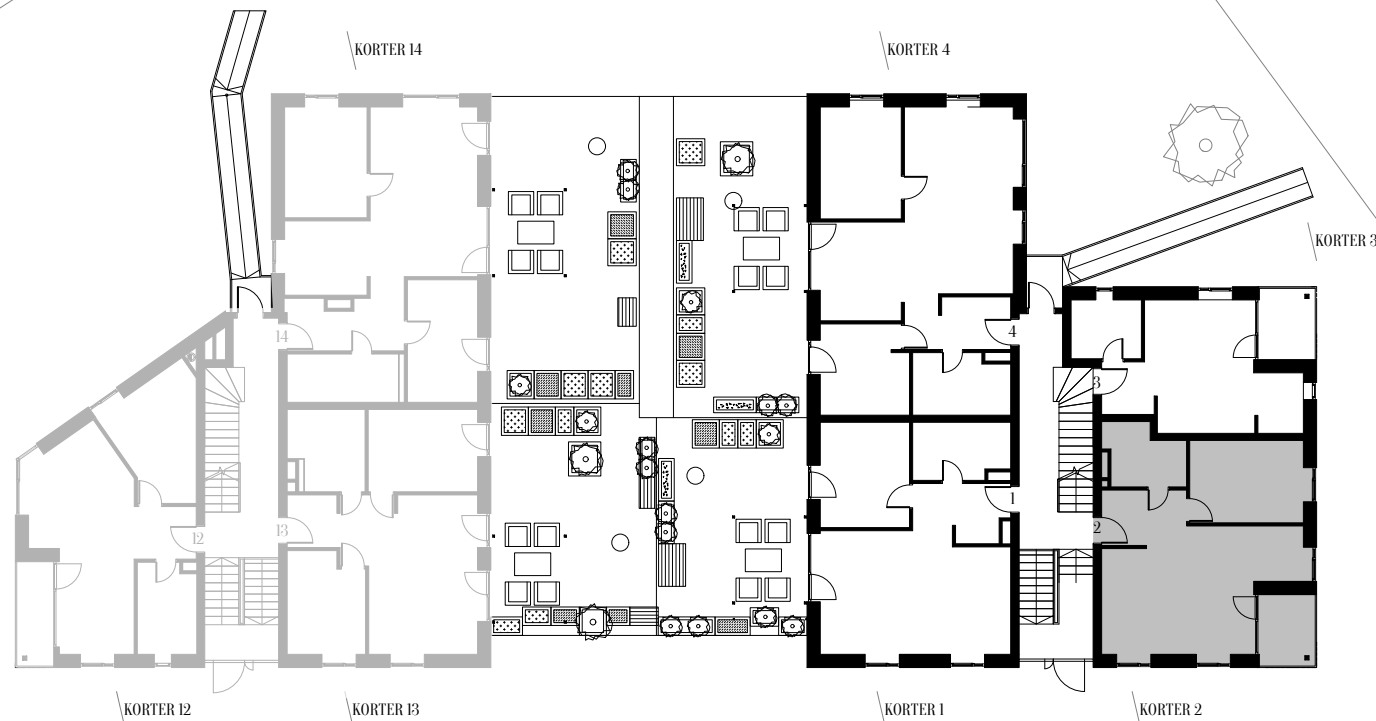 KORTER 14
KORTER 4
KORTER 3
14
4
3
12
13
1
2
KORTER 12
KORTER 13
KORTER 1
KORTER 2